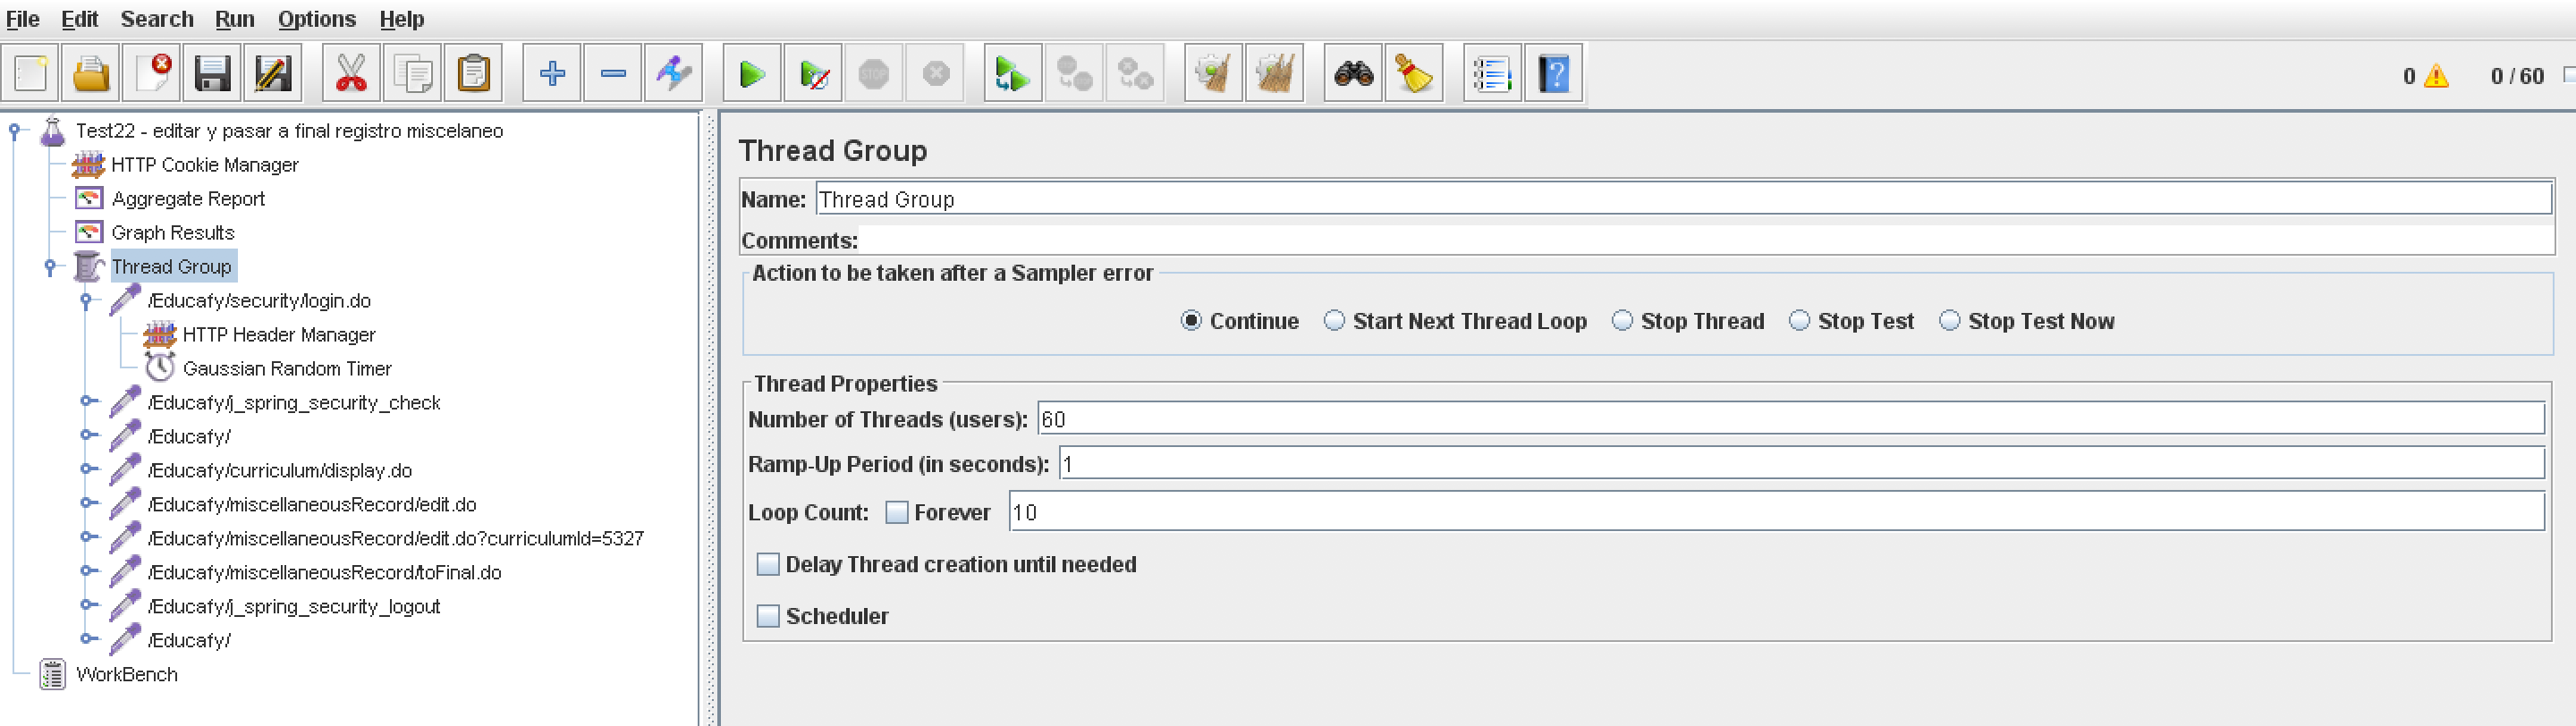 File Edit Search Run Options Help
STOP
0 0 / 60
Test22 - editar y pasar a final registro miscelaneo
HTTP Cookie Manager
Aggregate Report
Graph Results
Thread Group
/Educafy/security/login.do
HTTP Header Manager
Gaussian Random Timer
/Educafy/j_spring_security_check
/Educafy/
/Educafy/curriculum/display.do
/Educafy/miscellaneousRecord/edit.do
/Educafy/miscellaneousRecord/edit.do?curriculumId=5327
/Educafy/miscellaneousRecord/toFinal.do
/Educafy/j_spring_security_logout
/Educafy/
WorkBench
Thread Group
Name: Thread Group
Comments:
Action to be taken after a Sampler error
Continue Start Next Thread Loop Stop Thread Stop Test Stop Test Now
Thread Properties
Number of Threads (users): 60
Ramp-Up Period (in seconds): 1
Loop Count: Forever 10
Delay Thread creation until needed
Scheduler